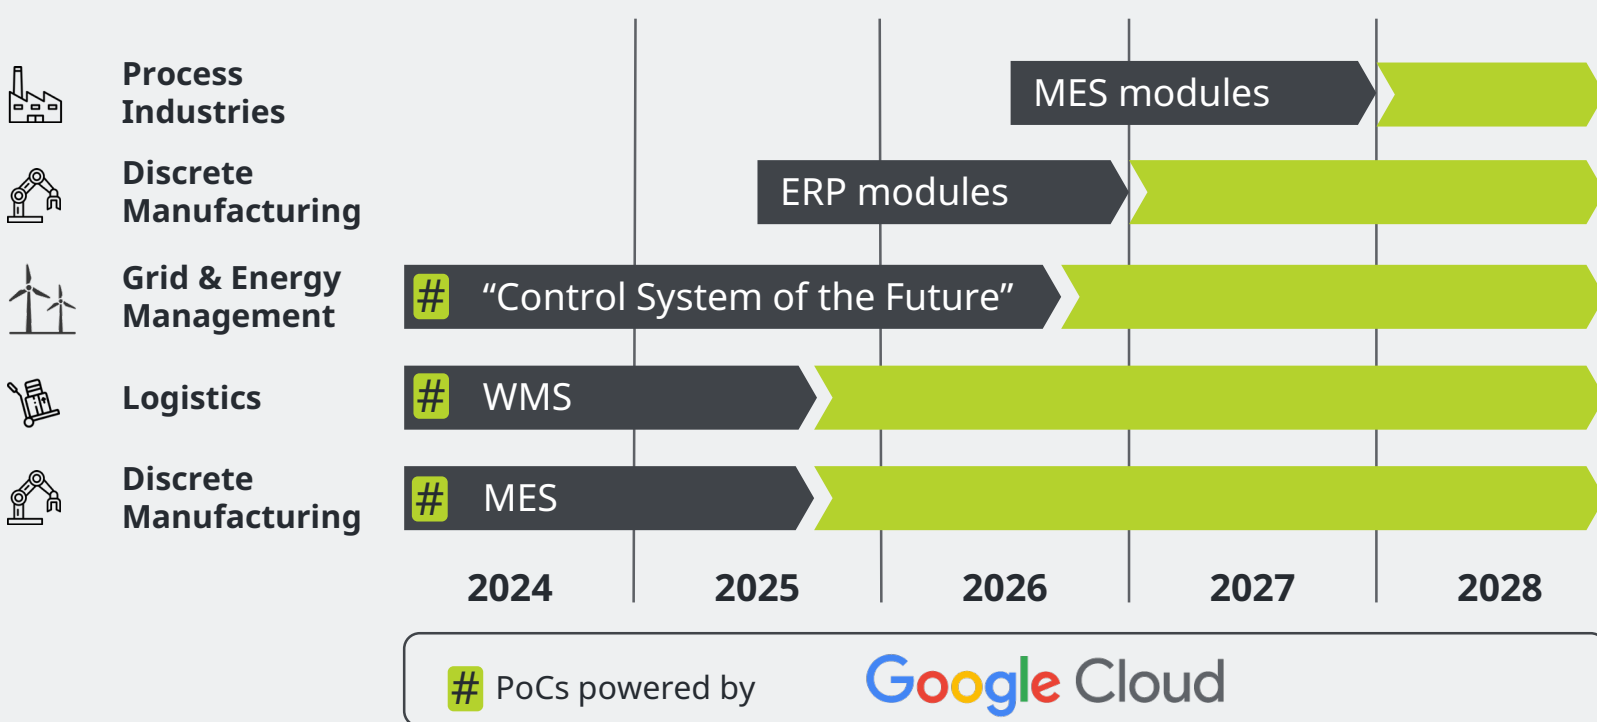 Process
Industries
MES modules
Discrete
Manufacturing
ERP modules
Grid & Energy
Management
# “Control System of the Future”
Logistics
# WMS
Discrete
Manufacturing
# MES
2024 2025 2026 2027 2028
# PoCs powered by Google Cloud